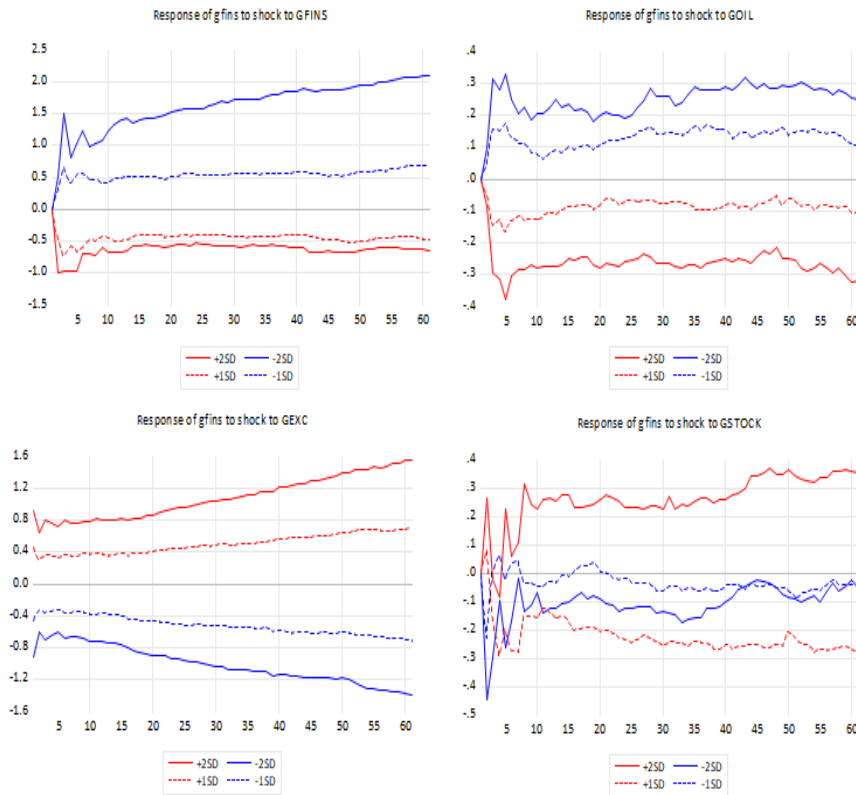 Response of gfins to shock to GFINS
2.5
2.0
1.5
1.0
0.5
0.0
-0.5
-1.0
-1.5
5 10 15 20 25 30 35 40 45 50 55 60
+2SD -2SD
+1SD -1SD
Response of gfins to shock to GOIL
.4
.3
.2
.1
.0
-.1
-.2
-.3
-.4
5 10 15 20 25 30 35 40 45 50 55 60
+2SD -2SD
+1SD -1SD
Response of gfins to shock to GEXC
1.6
1.2
0.8
0.4
0.0
-0.4
-0.8
-1.2
-1.6
5 10 15 20 25 30 35 40 45 50 55 60
+2SD -2SD
+1SD -1SD
Response of gfins to shock to GSTOCK
.4
.3
.2
.1
.0
-.1
-.2
-.3
-.4
-.5
5 10 15 20 25 30 35 40 45 50 55 60
+2SD -2SD
+1SD -1SD